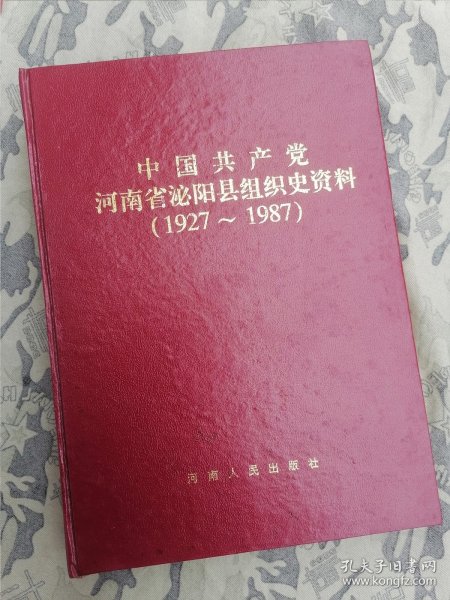 中国共产党
河南省泌阳县组织史资料
(1927～1987)
河南人民出版社
孔夫子旧书网
www.kongfz.com